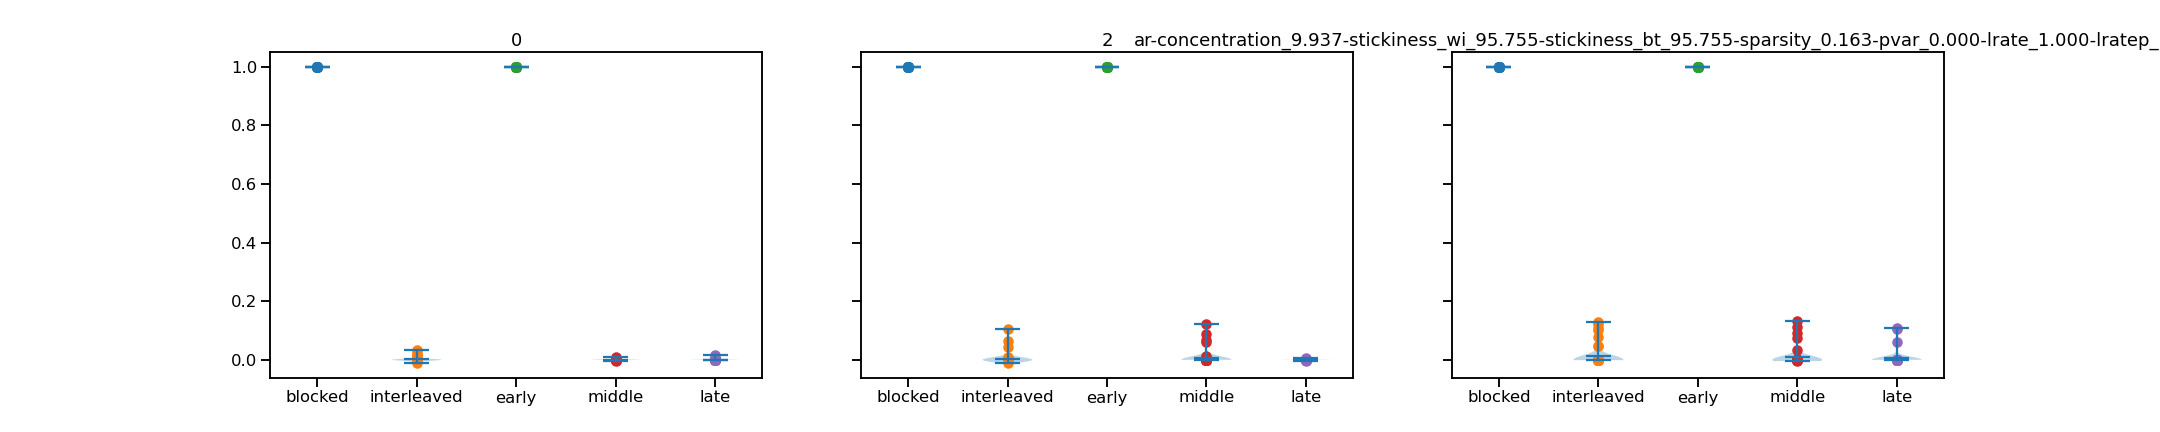 0
2 ar-concentration_9.937-stickiness_wi_95.755-stickiness_bt_95.755-sparsity_0.163-pvar_0.000-lrate_1.000-lratep_
1.0
0.8
0.6
0.4
0.2
0.0
blocked interleaved early middle late
blocked interleaved early middle late
blocked interleaved early middle late